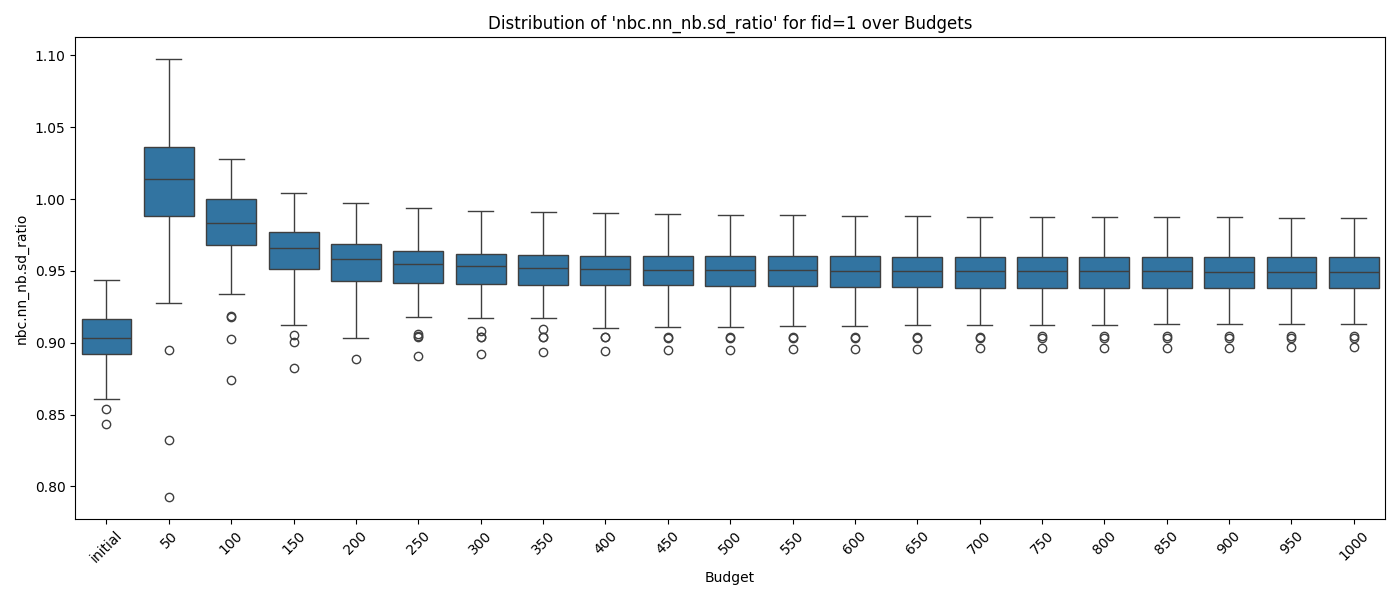 Distribution of 'nbc.nn_nb.sd_ratio' for fid=1 over Budgets
nbc.nn_nb.sd_ratio
1.10
1.05
1.00
0.95
0.90
0.85
0.80
initial 50 100 150 200 250 300 350 400 450 500 550 600 650 700 750 800 850 900 950 1000
Budget